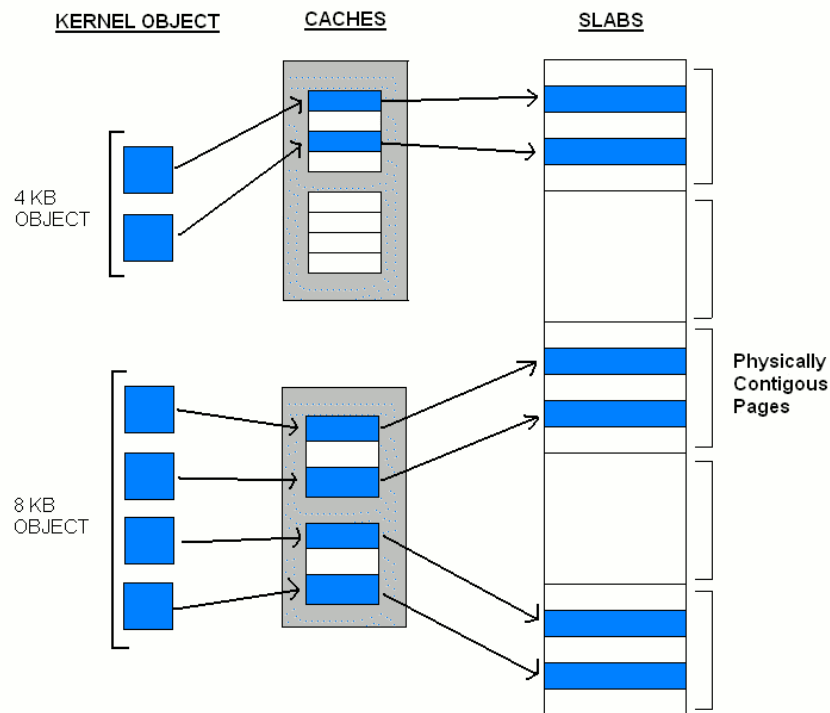 KERNEL OBJECT
CACHES
SLABS
4 KB
OBJECT
8 KB
OBJECT
Physically
Contigous
Pages